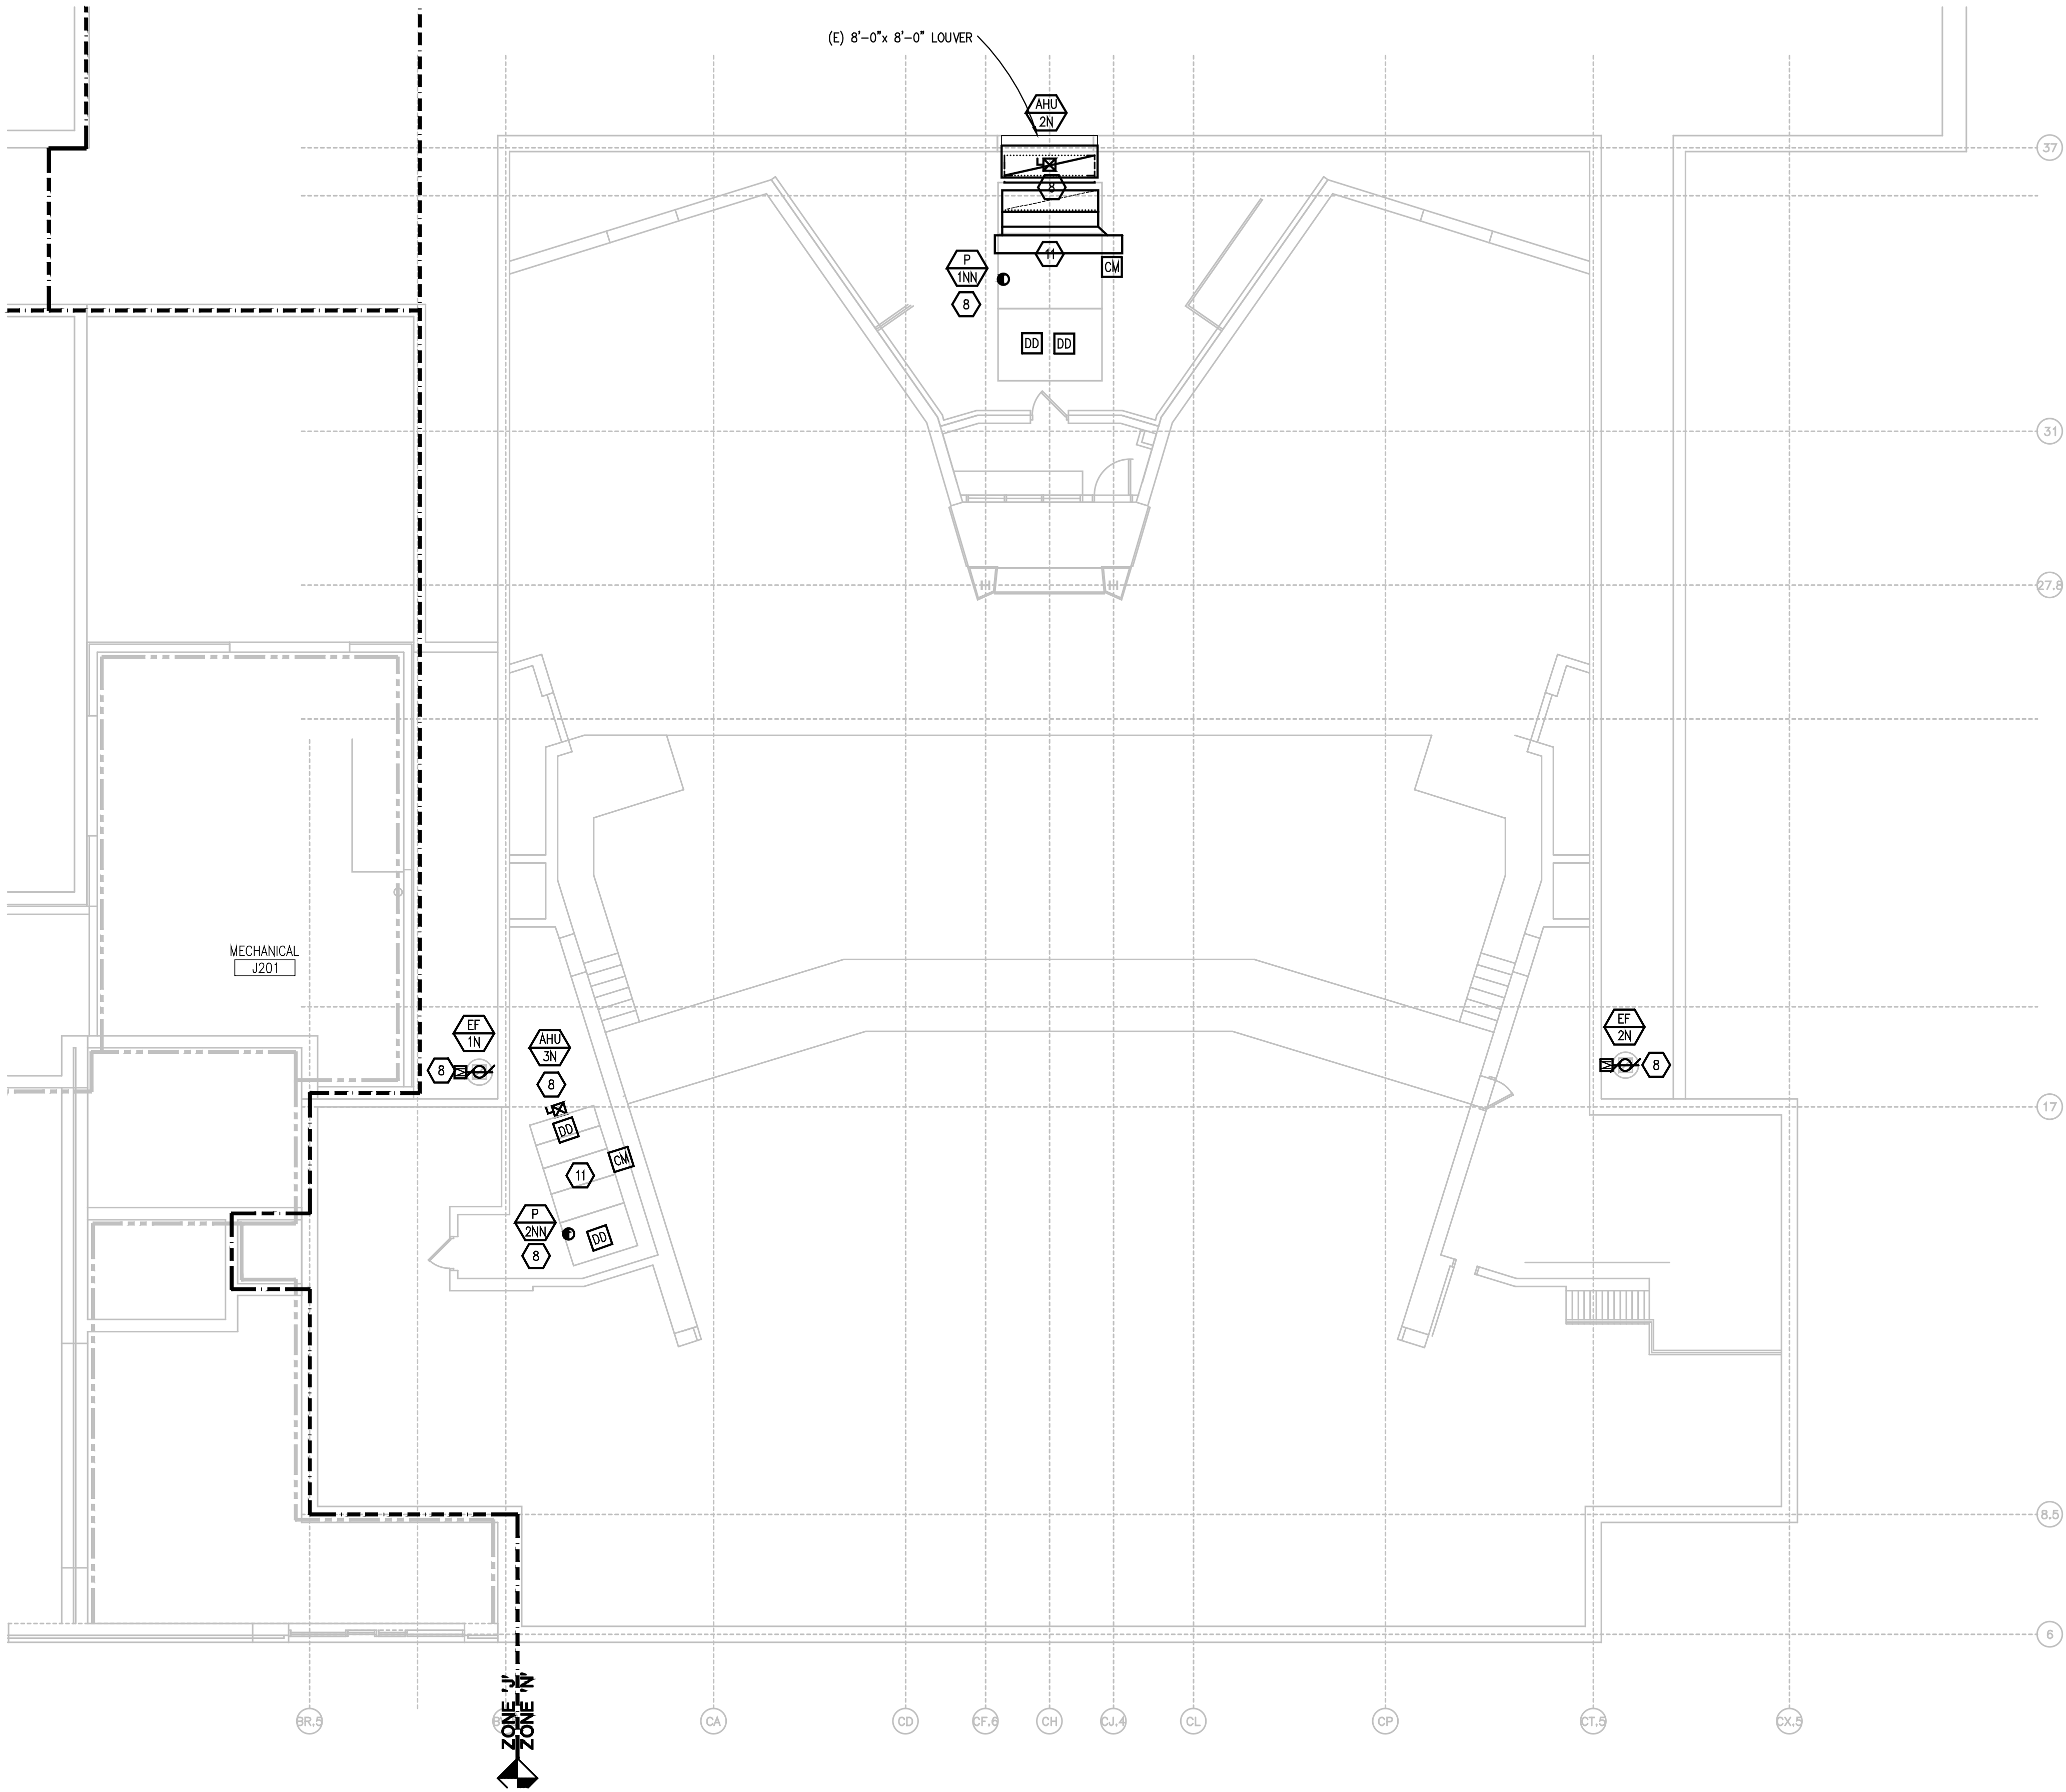 (E) 8'-0"x 8'-0" LOUVER
AHU
2N
37
8
P
1NN
11
CM
8
DD
DD
31
27.8
MECHANICAL
J201
EF
1N
AHU
3N
EF
2N
8
M
8
M
8
17
DD
CM
11
P
2NN
DD
8
8.5
6
ZONE 'J'
ZONE 'N'
BR.5
CA
CD
CF.6
CH
CJ.4
CL
CP
CT.5
CX.5